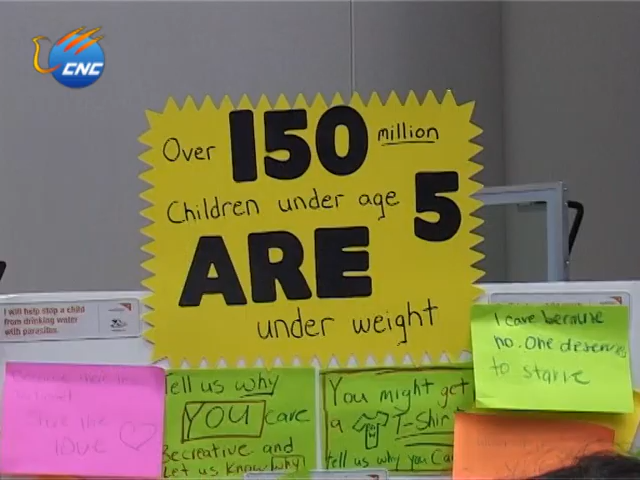 CNC
Over 150 million
Children under age 5
ARE
under weight
I will help stop a child
from drinking water
with parasites.
I care because
no. One deserves
to starve
love
Tell us why
YOU care
Be creative and
Let us know why!
You might get
a T-Shirt
tell us why you Care